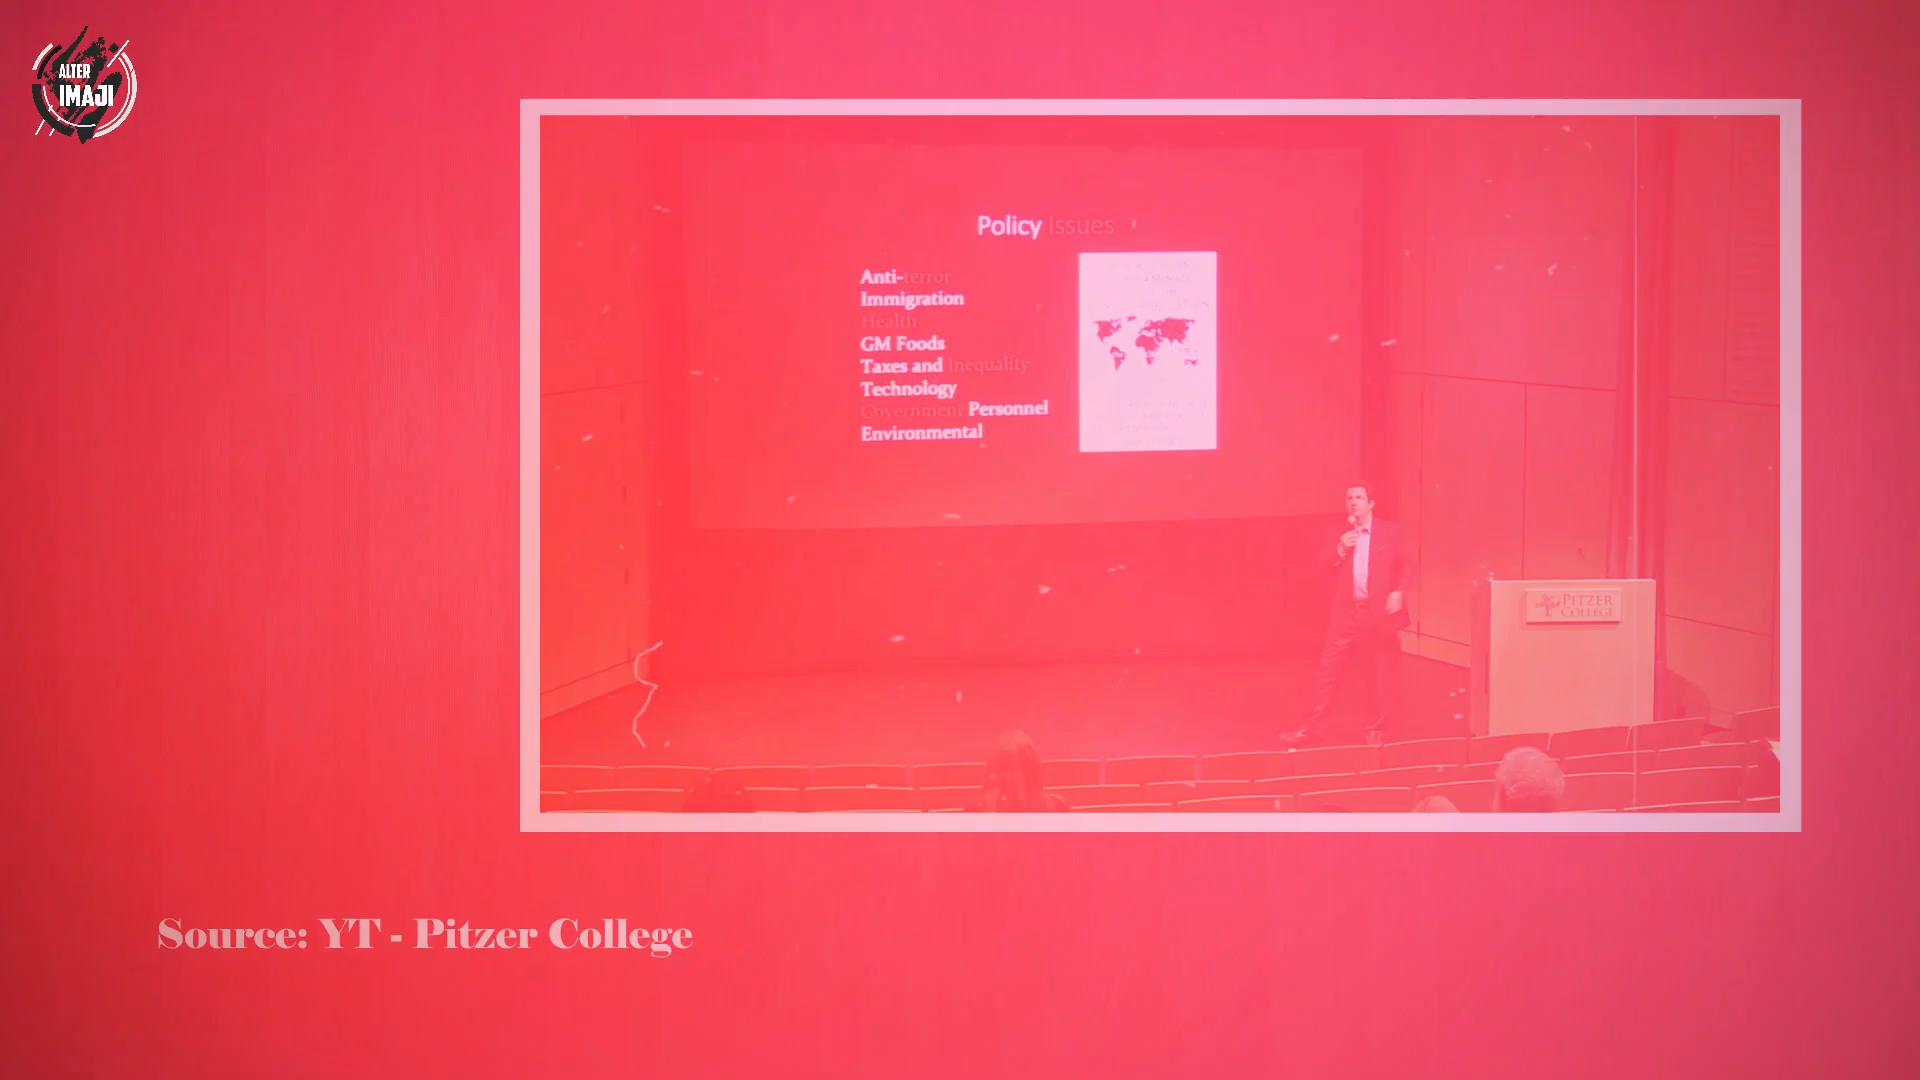 ALTER
IMAJI
Policy Issues
Anti-terror
Immigration
Health
GM Foods
Taxes and Inequality
Technology
Government Personnel
Environmental
PITZER
COLLEGE
Source: YT - Pitzer College